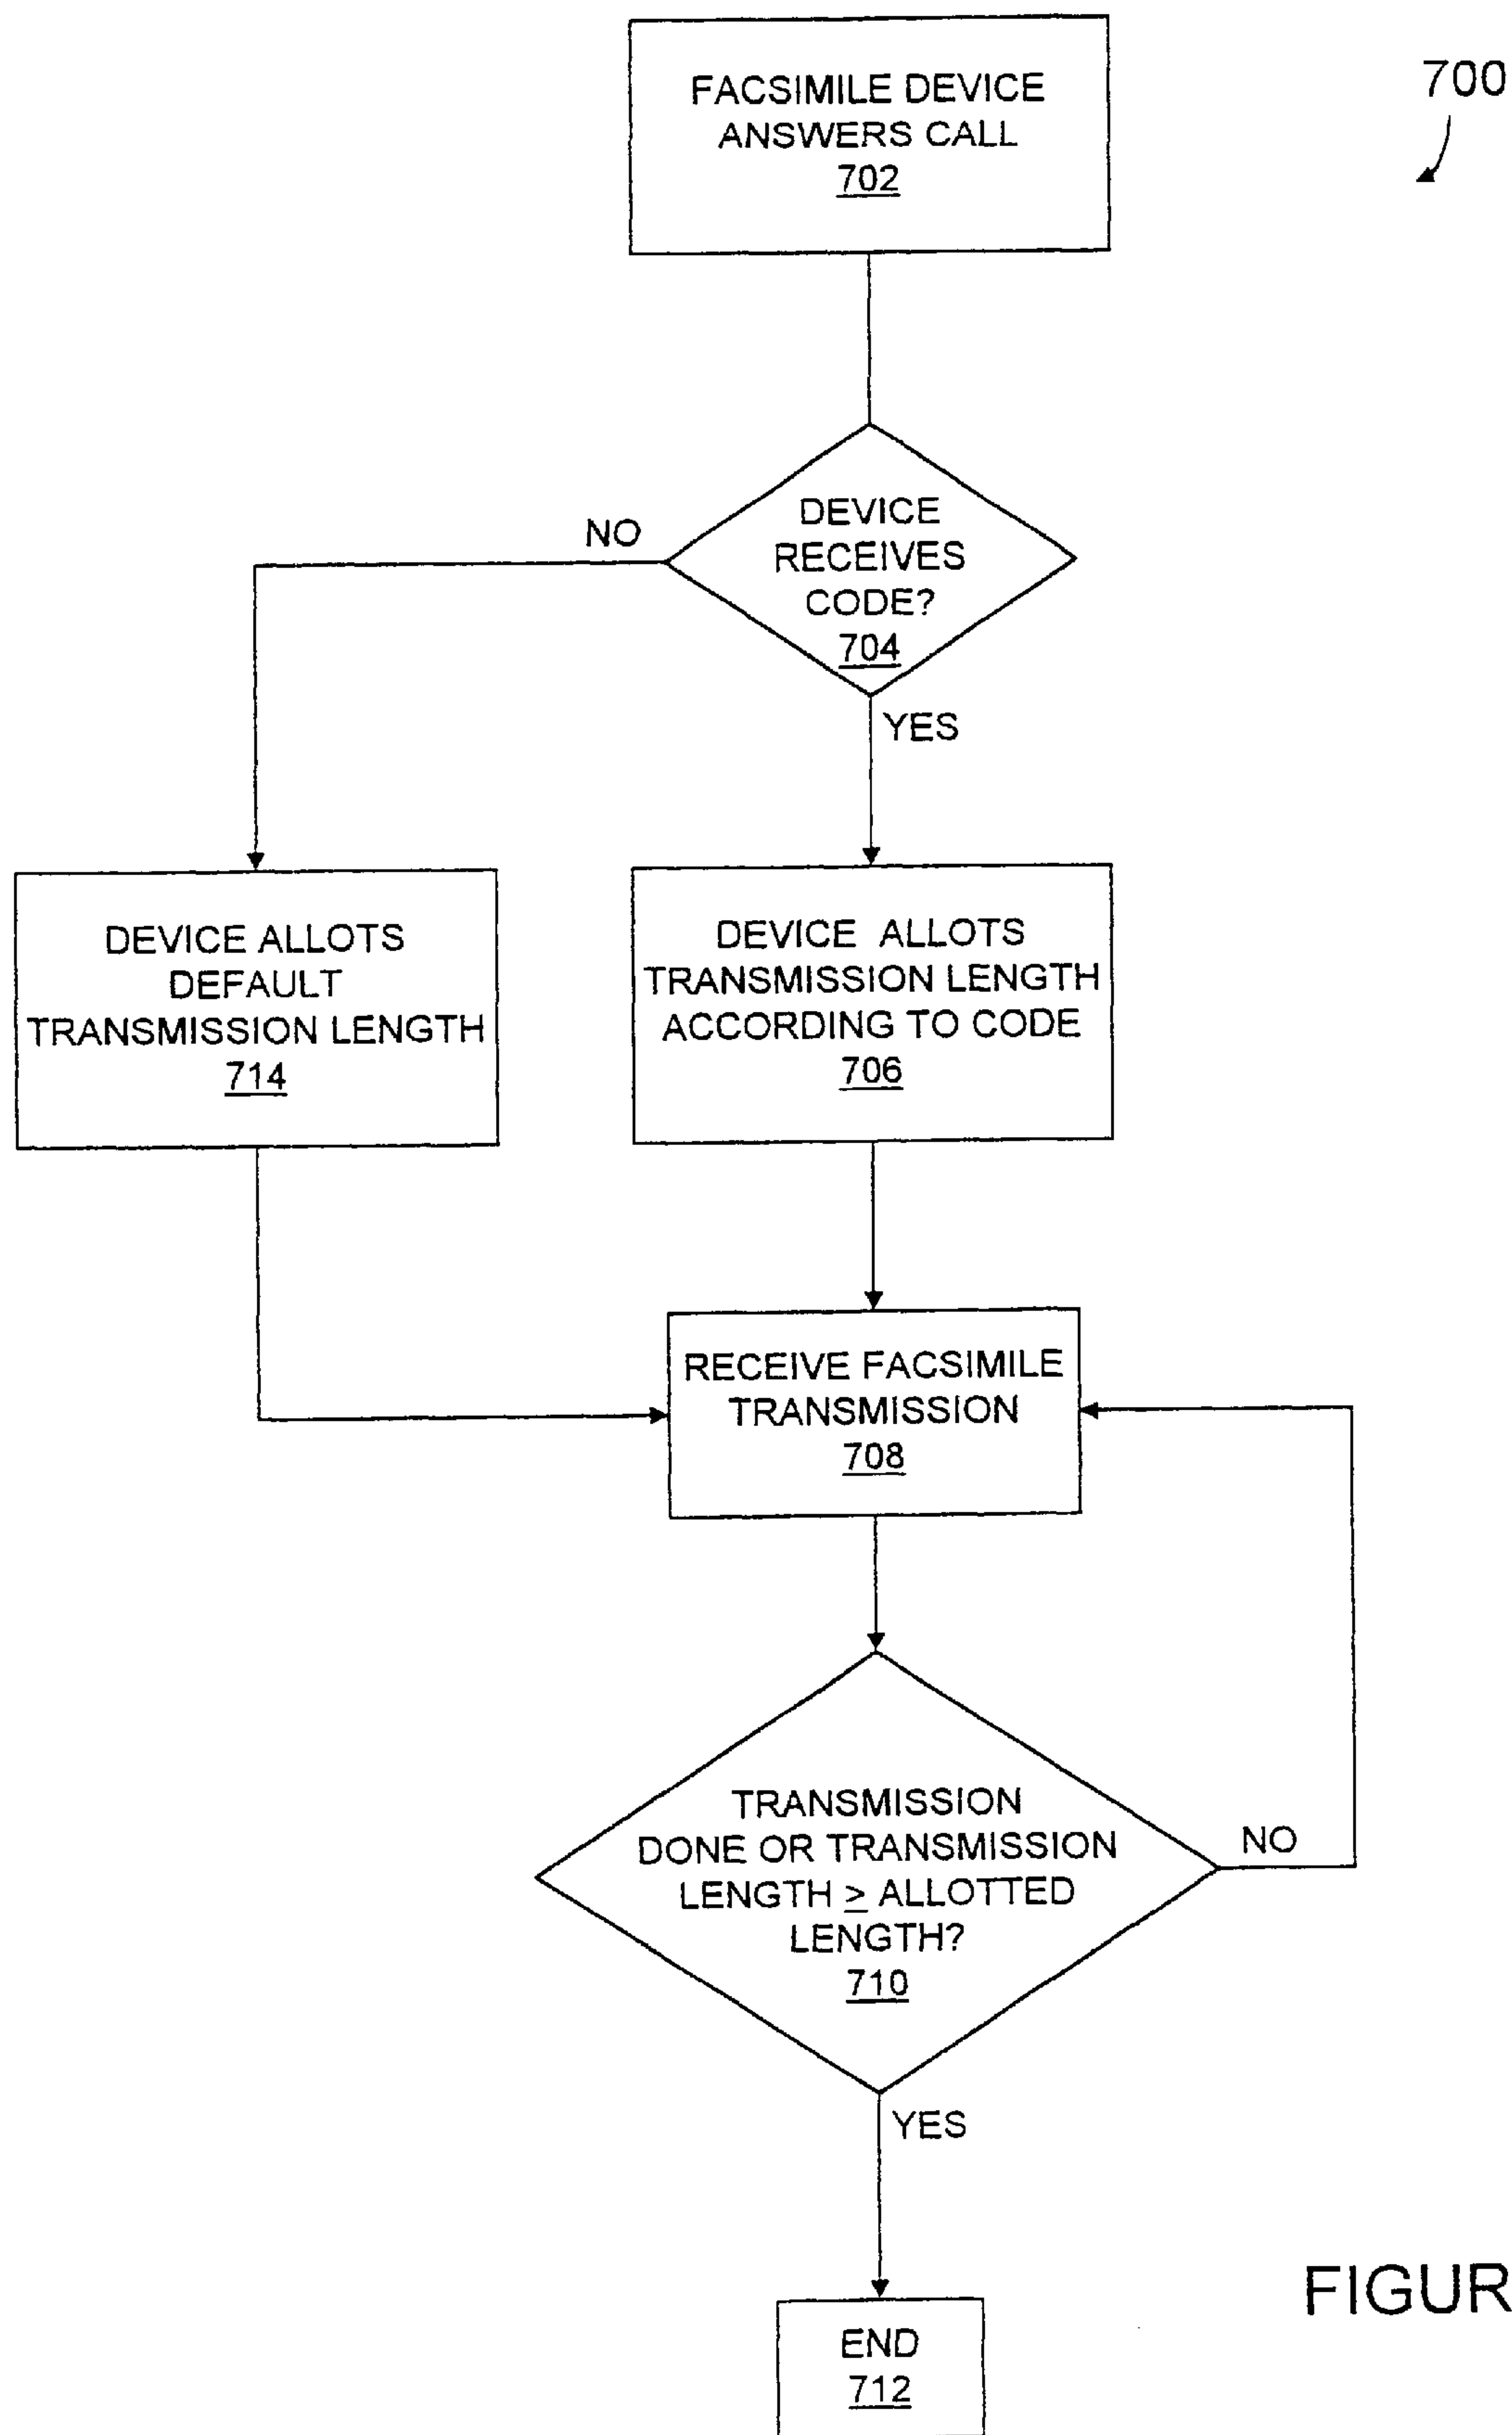 FACSIMILE DEVICE
ANSWERS CALL
702
700
DEVICE
RECEIVES
CODE?
704
NO
YES
DEVICE ALLOTS
DEFAULT
TRANSMISSION LENGTH
714
DEVICE ALLOTS
TRANSMISSION LENGTH
ACCORDING TO CODE
706
RECEIVE FACSIMILE
TRANSMISSION
708
TRANSMISSION
DONE OR TRANSMISSION
LENGTH ≥ ALLOTTED
LENGTH?
710
NO
YES
FIGUR
END
712